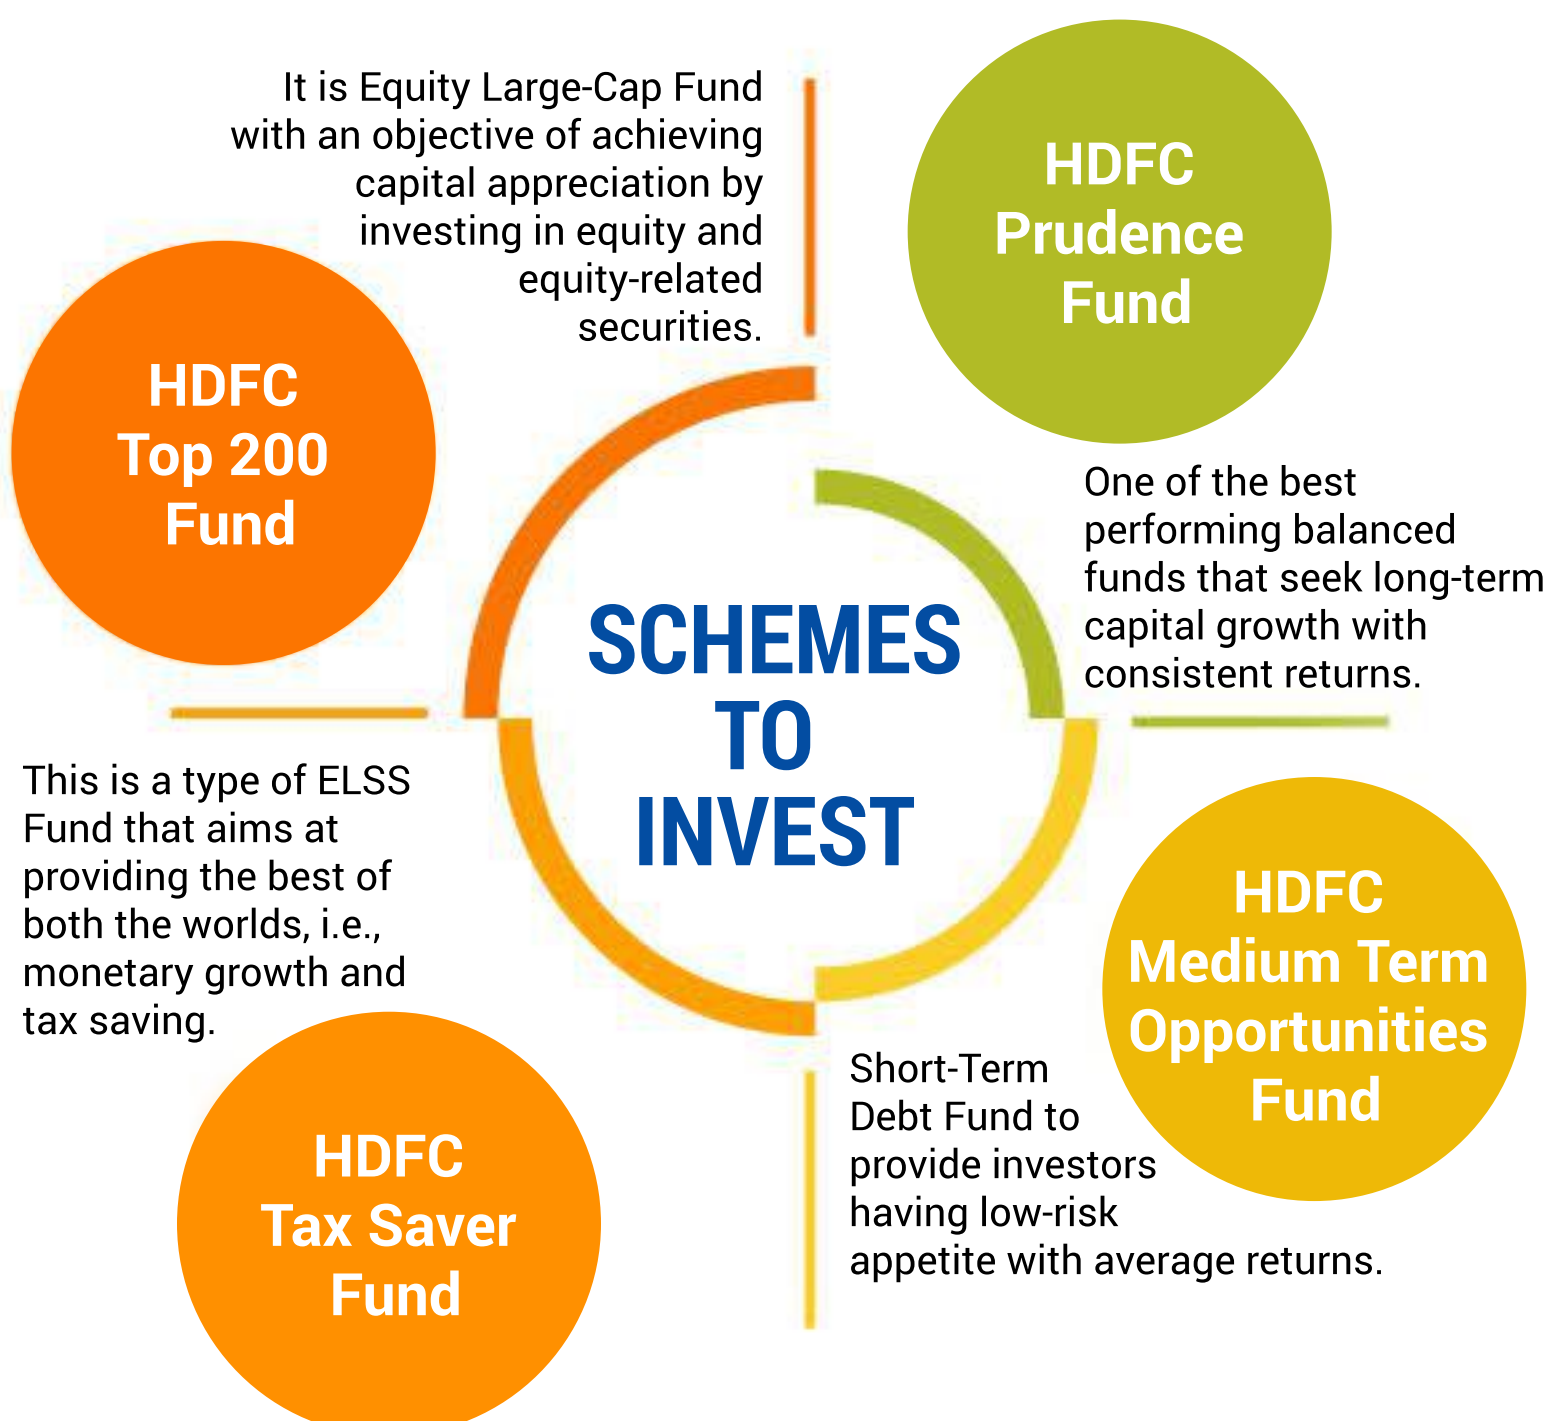 It is Equity Large-Cap Fund
with an objective of achieving
capital appreciation by
investing in equity and
equity-related
securities.
HDFC
Top 200
Fund
HDFC
Prudence
Fund
One of the best
performing balanced
funds that seek long-term
capital growth with
consistent returns.
SCHEMES
TO
INVEST
This is a type of ELSS
Fund that aims at
providing the best of
both the worlds, i.e.,
monetary growth and
tax saving.
HDFC
Tax Saver
Fund
HDFC
Medium Term
Opportunities
Fund
Short-Term
Debt Fund to
provide investors
having low-risk
appetite with average returns.